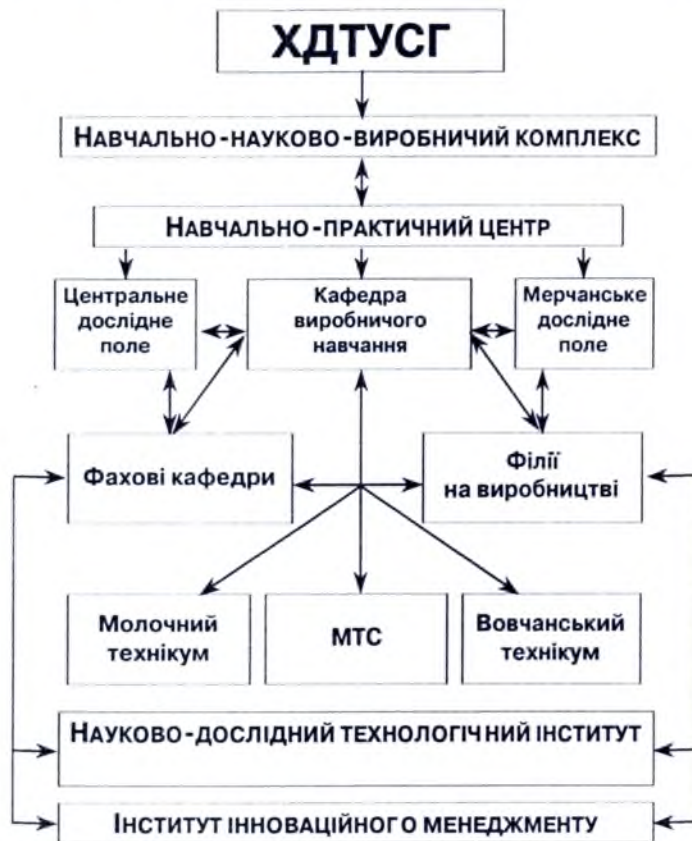 ХДТУСГ
НАВЧАЛЬНО-НАУКОВО-ВИРОБНИЧИЙ КОМПЛЕКС
НАВЧАЛЬНО-ПРАКТИЧНИЙ ЦЕНТР
Центральне
дослідне
поле
Кафедра
виробничого
навчання
Мерчанське
дослідне
поле
Фахові кафедри
Філії
на виробництві
Молочний
технікум
МТС
Вовчанський
технікум
НАУКОВО-ДОСЛІДНИЙ ТЕХНОЛОГІЧНИЙ ІНСТИТУТ
ІНСТИТУТ ІННОВАЦІЙНОГО МЕНЕДЖМЕНТУ